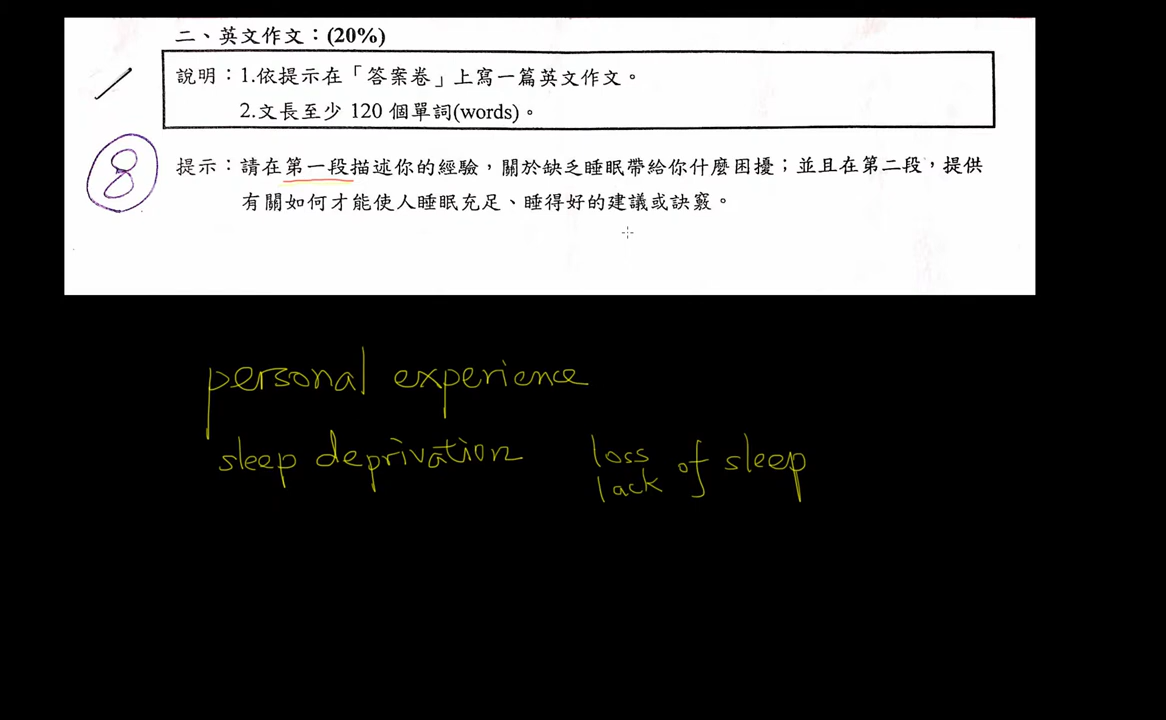 二、英文作文：(20%)
說明：1.依提示在「答案卷」上寫一篇英文作文。
2.文長至少 120 個單詞(words)。
8
提示：請在第一段描述你的經驗，關於缺乏睡眠帶給你什麼困擾；並且在第二段，提供
有關如何才能使人睡眠充足、睡得好的建議或訣竅。
personal experience
sleep deprivation loss of sleep
lack